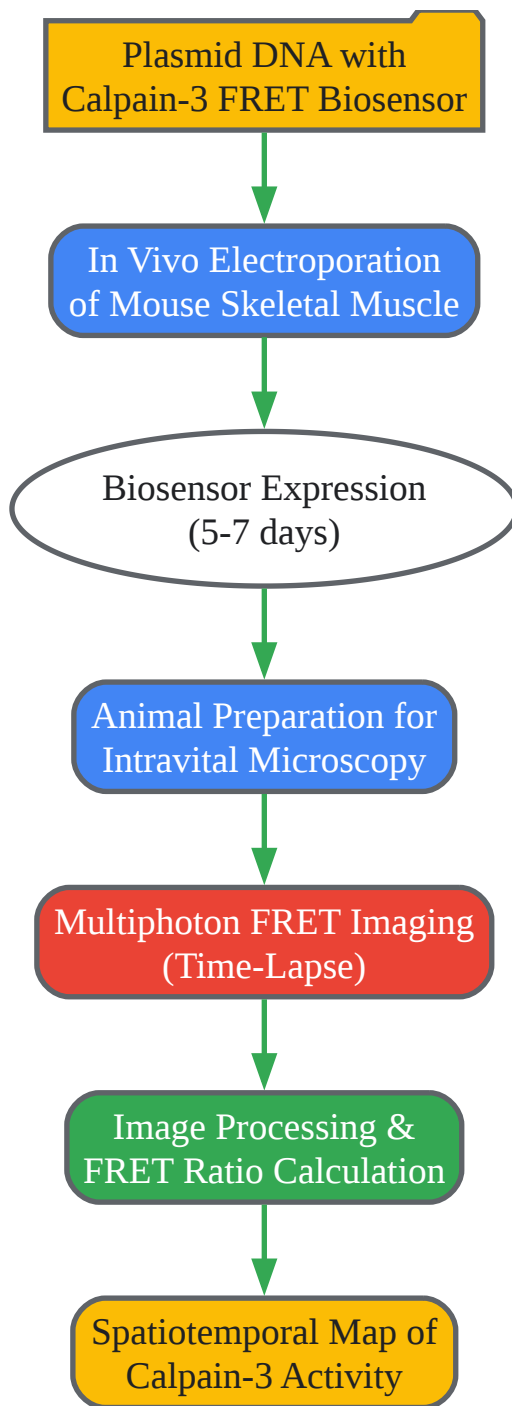 Plasmid DNA with
Calpain-3 FRET Biosensor
In Vivo Electroporation
of Mouse Skeletal Muscle
Biosensor Expression
(5-7 days)
Animal Preparation for
Intravital Microscopy
Multiphoton FRET Imaging
(Time-Lapse)
Image Processing &
FRET Ratio Calculation
Spatiotemporal Map of
Calpain-3 Activity